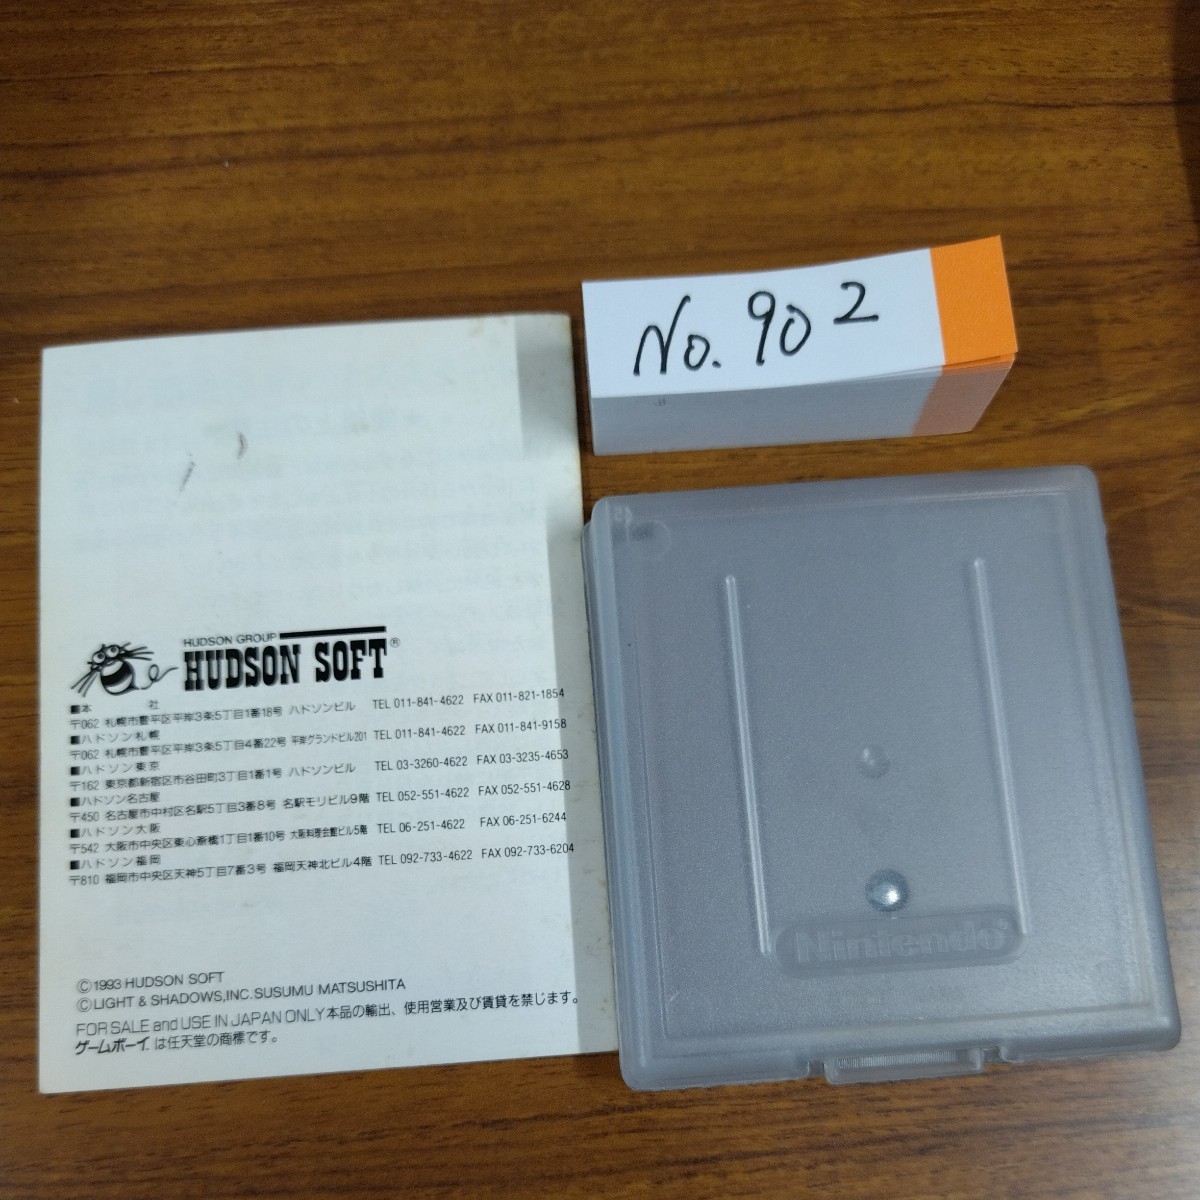 No. 902
HUDSON GROUP
HUDSON SOFT®
■本 社
〒062 札幌市豊平区平岸3条5丁目1番18号 ハドソンビル TEL 011-841-4622 FAX 011-821-1854
■ハドソン札幌
〒062 札幌市豊平区平岸3条5丁目4番22号 平岸グランドビル201 TEL 011-841-4622 FAX 011-841-9158
■ハドソン東京
〒162 東京都新宿区市谷田町3丁目1番1号 ハドソンビル TEL 03-3260-4622 FAX 03-3235-4653
■ハドソン名古屋
〒450 名古屋市中村区名駅5丁目3番8号 名駅モリビル9階 TEL 052-551-4622 FAX 052-551-4628
■ハドソン大阪
〒542 大阪市中央区東心斎橋1丁目1番10号 大阪料理会館ビル5階 TEL 06-251-4622 FAX 06-251-6244
■ハドソン福岡
〒810 福岡市中央区天神5丁目7番3号 福岡天神北ビル4階 TEL 092-733-4622 FAX 092-733-6204
©1993 HUDSON SOFT
©LIGHT & SHADOWS,INC.SUSUMU MATSUSHITA
FOR SALE and USE IN JAPAN ONLY本品の輸出、使用営業及び賃貸を禁じます。
ゲームボーイ は任天堂の商標です。
Nintendo